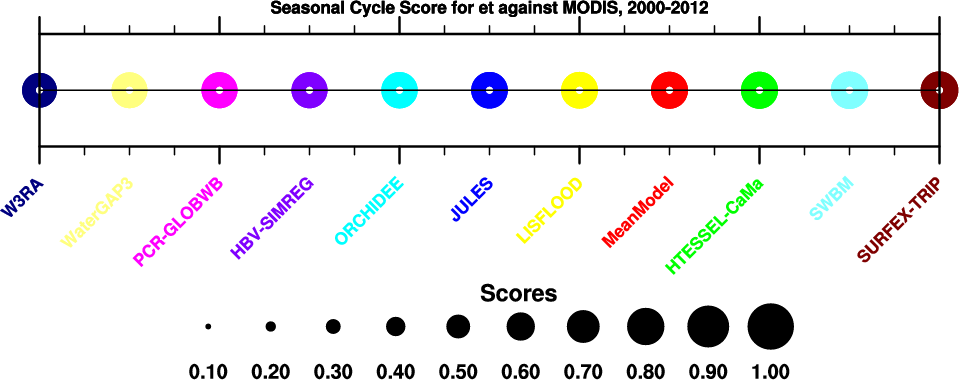 Seasonal Cycle Score for et against MODIS, 2000-2012
W3RA
WaterGAP3
PCR-GLOBWB
HBV-SIMREG
ORCHIDEE
JULES
LISFLOOD
MeanModel
HTESSEL-CaMa
SWBM
SURFEX-TRIP
Scores
0.10 0.20 0.30 0.40 0.50 0.60 0.70 0.80 0.90 1.00